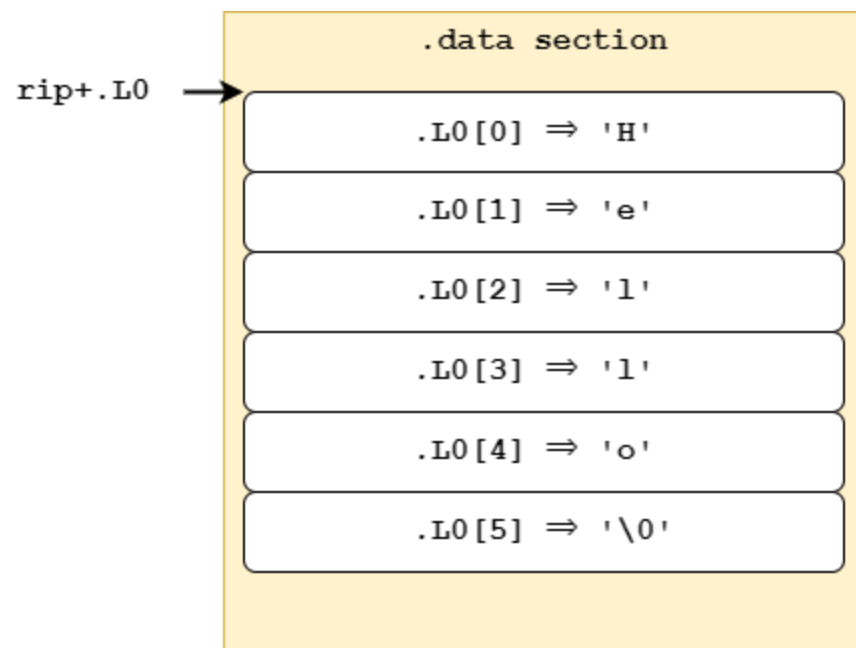 .data section
rip+.L0
.L0[0] ⇒ 'H'
.L0[1] ⇒ 'e'
.L0[2] ⇒ 'l'
.L0[3] ⇒ 'l'
.L0[4] ⇒ 'o'
.L0[5] ⇒ '\0'